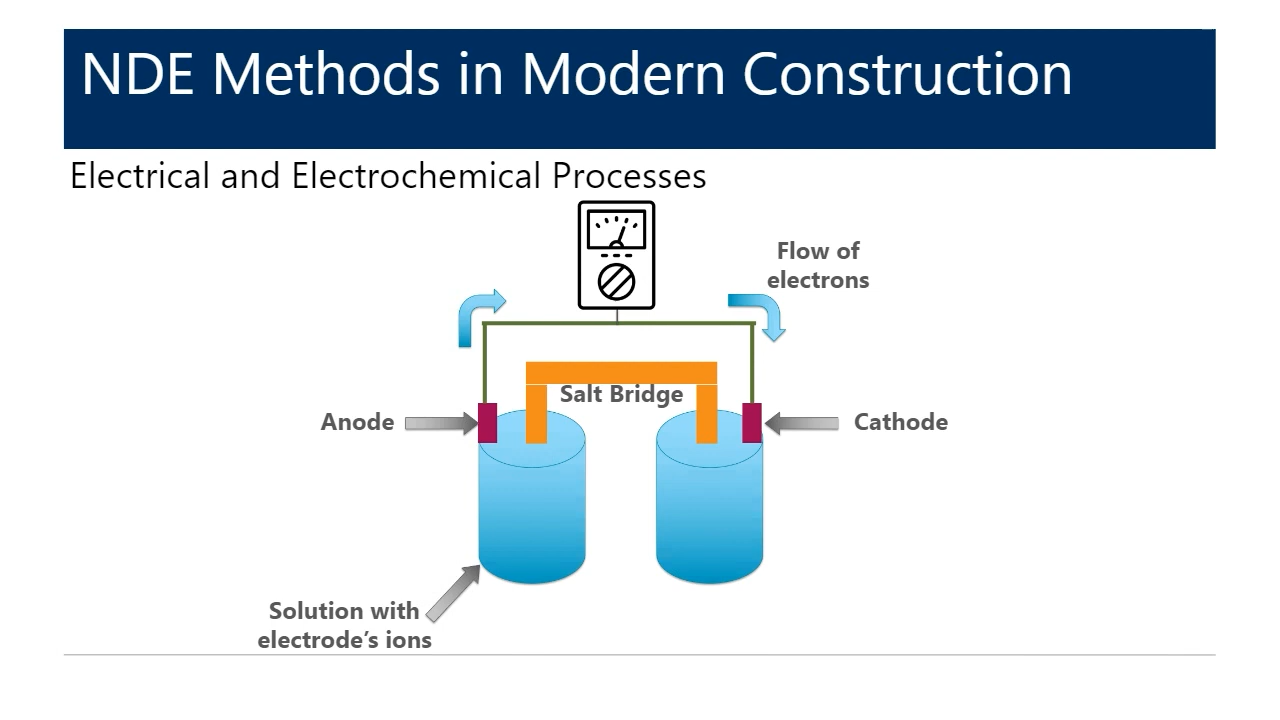 NDE Methods in Modern Construction
Electrical and Electrochemical Processes
Flow of
electrons
Salt Bridge
Anode
Cathode
Solution with
electrode’s ions